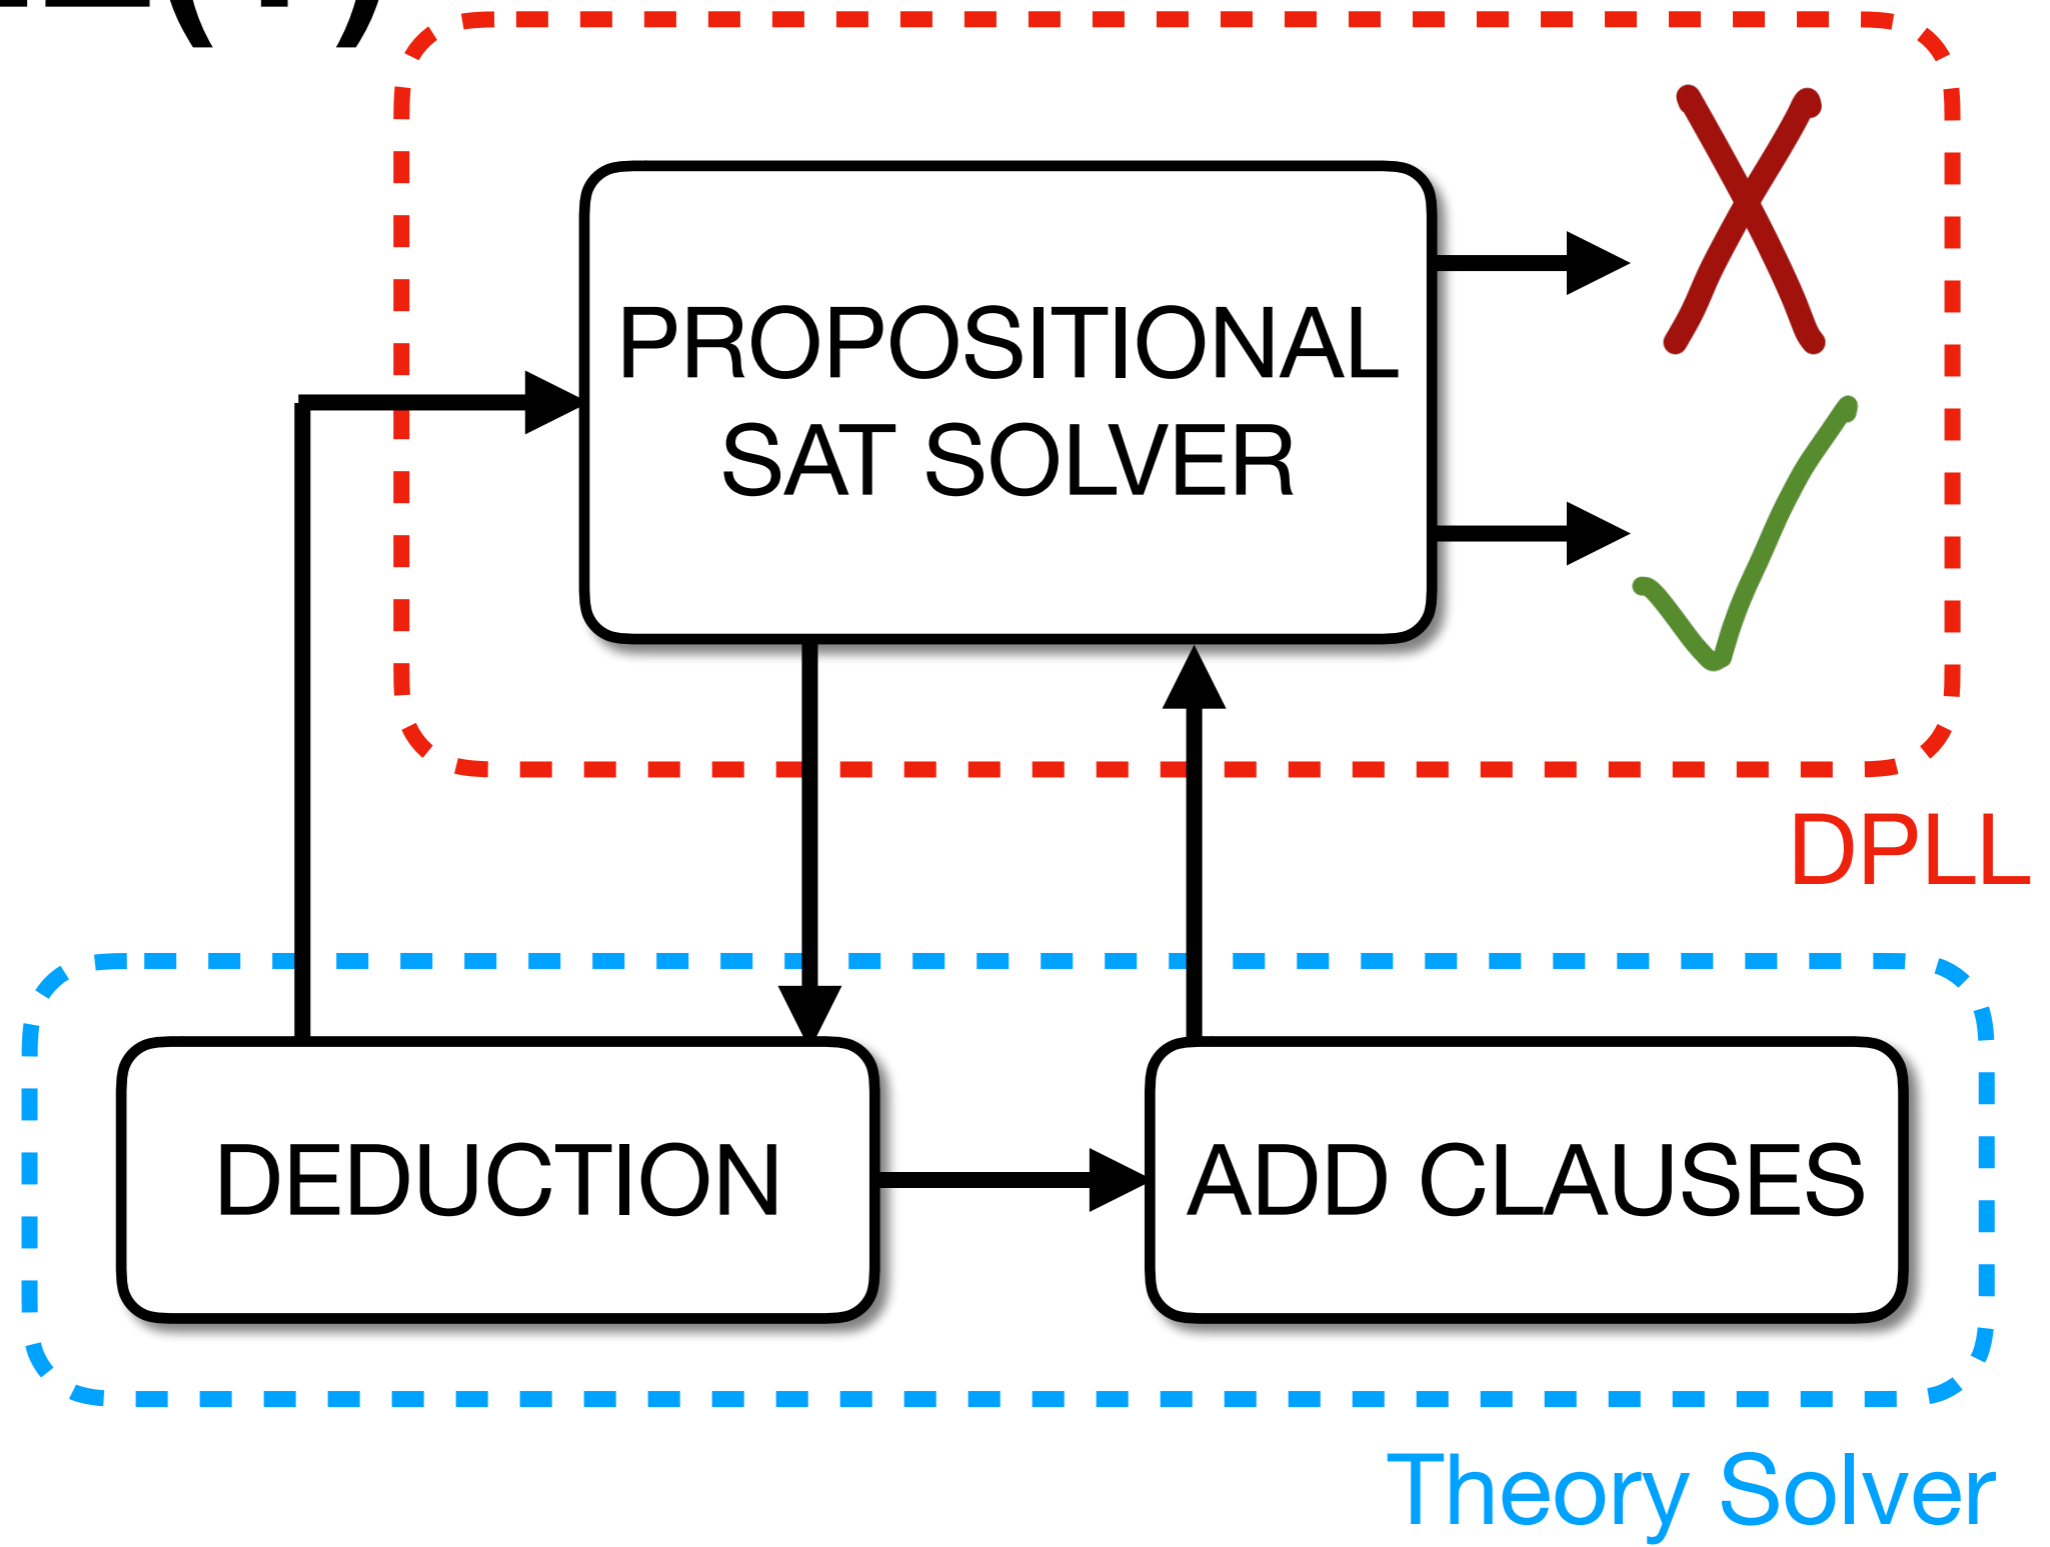 PROPOSITIONAL
SAT SOLVER
DPLL
DEDUCTION
ADD CLAUSES
Theory Solver